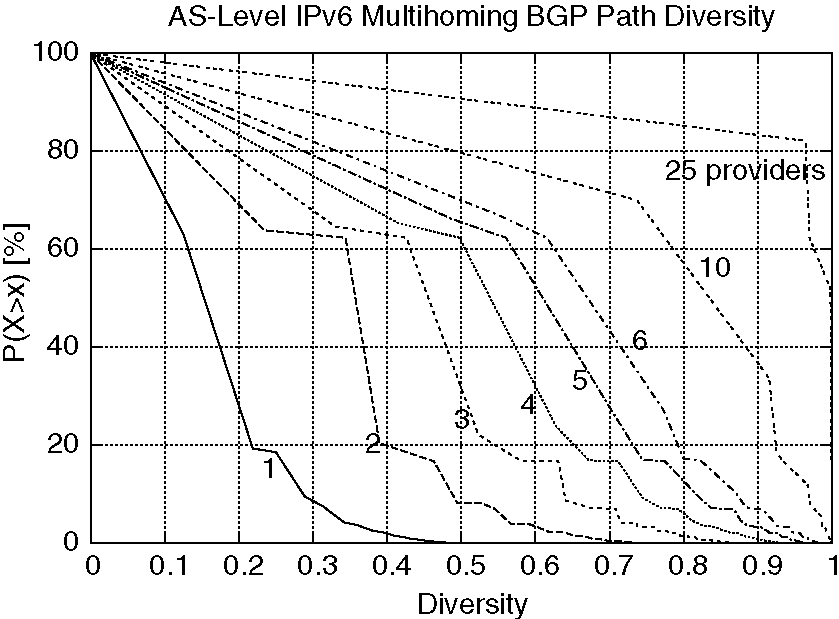 AS-Level IPv6 Multihoming BGP Path Diversity
100
80
60
40
20
0
P(X>x) [%]
25 providers
10
6
5
4
3
2
1
0 0.1 0.2 0.3 0.4 0.5 0.6 0.7 0.8 0.9 1
Diversity